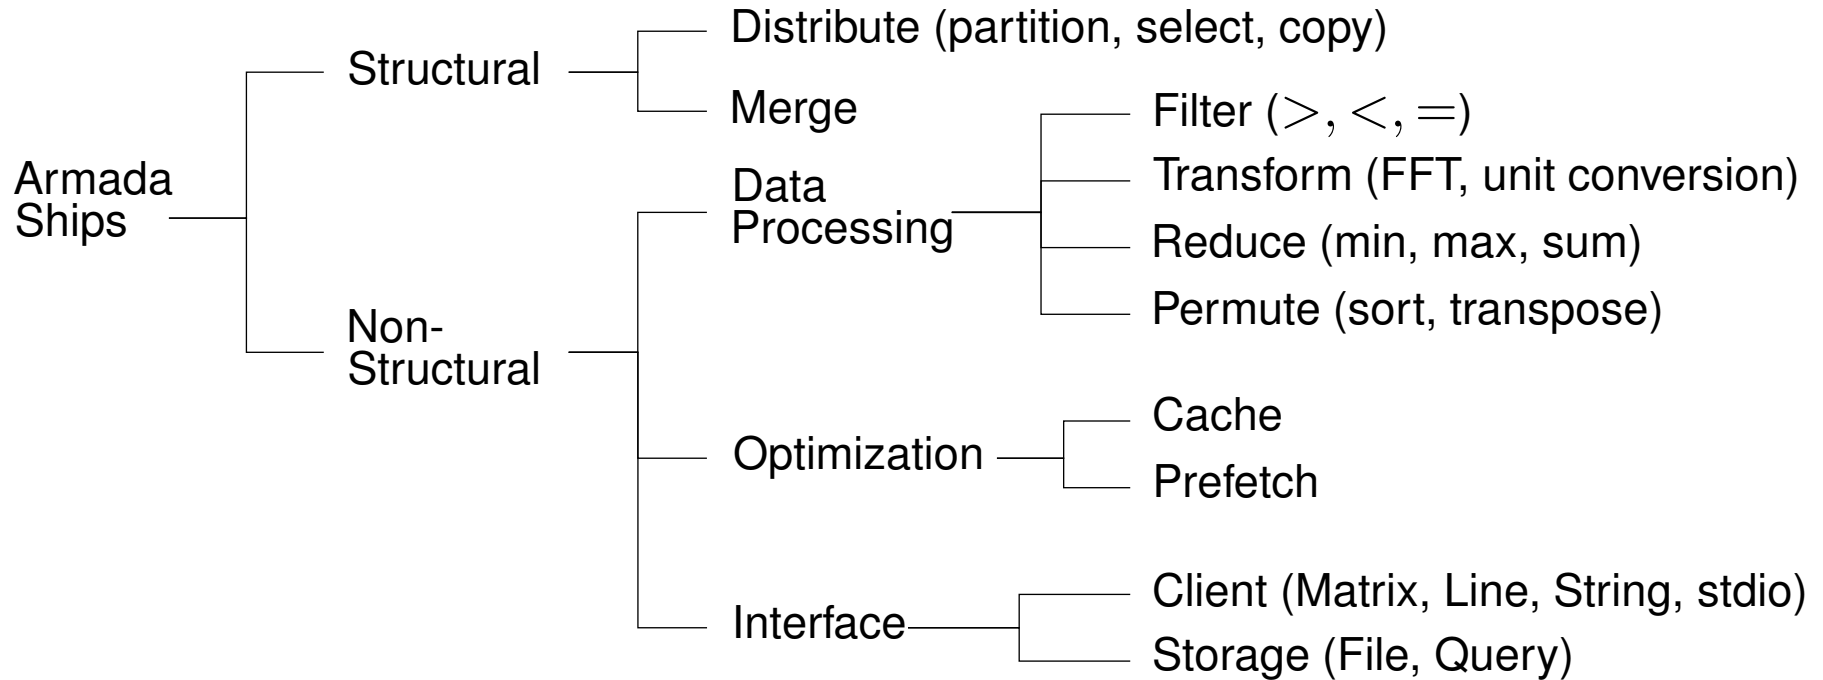 Distribute (partition, select, copy)
Structural
Merge
Filter (>, <, =)
Armada
Ships
Data
Processing
Transform (FFT, unit conversion)
Reduce (min, max, sum)
Permute (sort, transpose)
Non-
Structural
Cache
Optimization
Prefetch
Client (Matrix, Line, String, stdio)
Interface
Storage (File, Query)